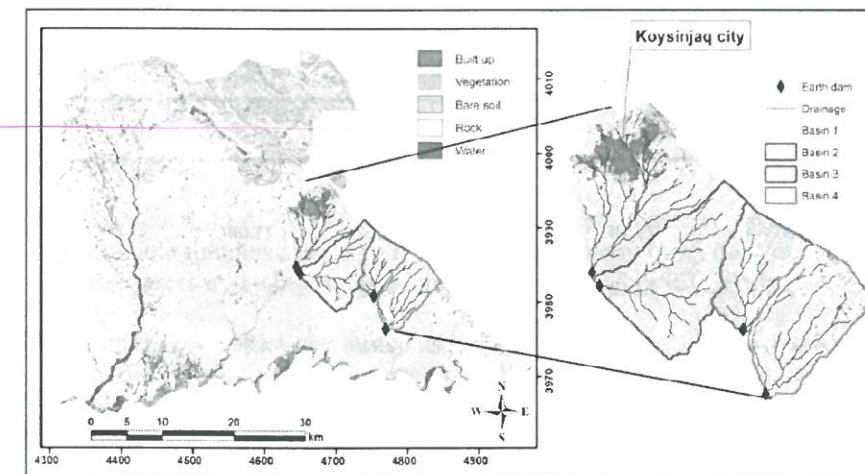 Koysinjaq city
Built up
Vegetation
Bare soil
Rock
Water
Earth dam
Drainage
Basin 1
Basin 2
Basin 3
Basin 4
4010
4000
3990
3980
3970
N
W E
S
0 5 10 20 30
km
4300 4400 4500 4600 4700 4800 4900